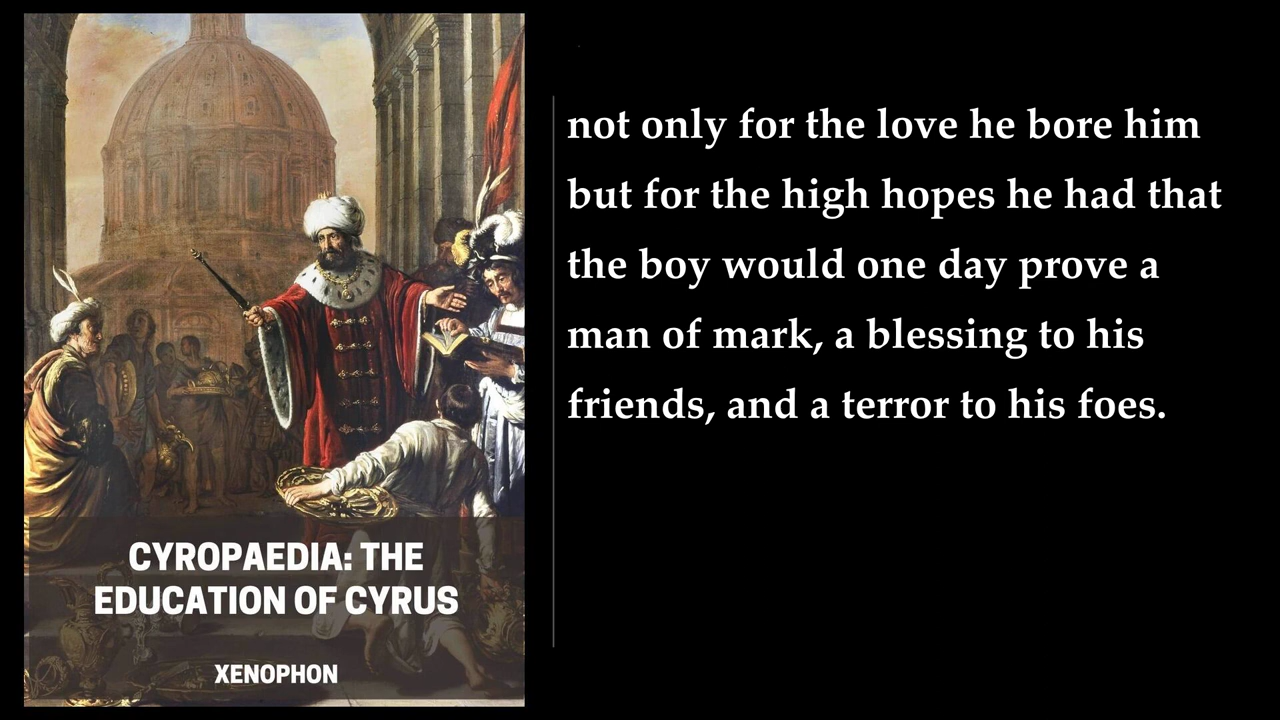 CYROPAEDIA: THE
EDUCATION OF CYRUS
XENOPHON
not only for the love he bore him
but for the high hopes he had that
the boy would one day prove a
man of mark, a blessing to his
friends, and a terror to his foes.